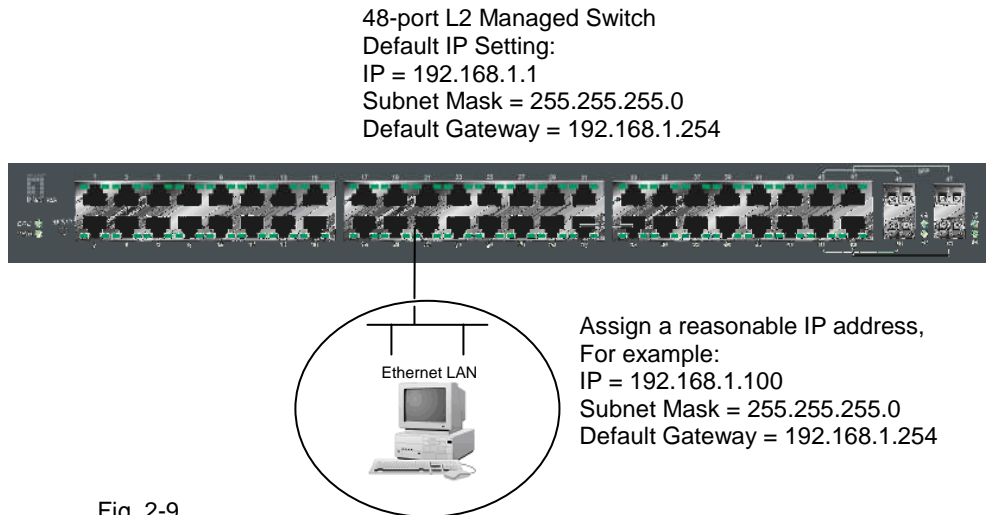 48-port L2 Managed Switch
Default IP Setting:
IP = 192.168.1.1
Subnet Mask = 255.255.255.0
Default Gateway = 192.168.1.254
Ethernet LAN
Assign a reasonable IP address,
For example:
IP = 192.168.1.100
Subnet Mask = 255.255.255.0
Default Gateway = 192.168.1.254
Fig. 2-9